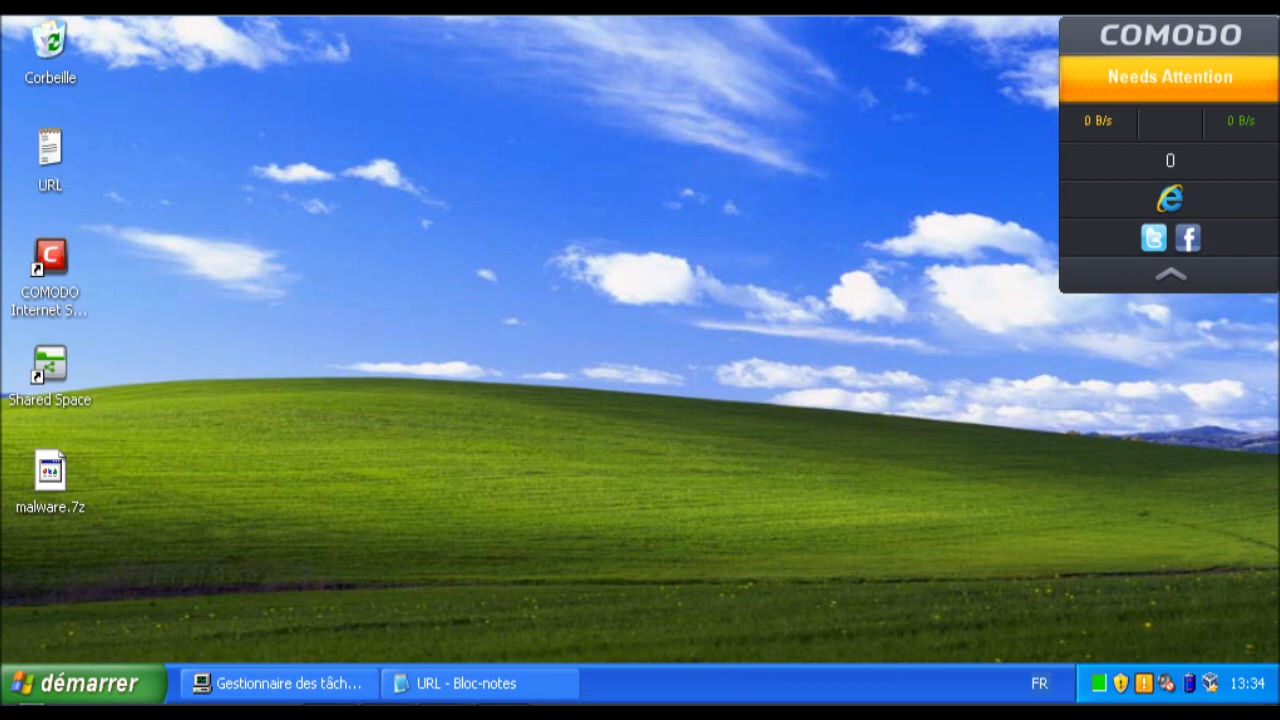 Corbeille
URL
COMODO
Internet S...
Shared Space
malware.7z
COMODO
Needs Attention
0 B/s
0 B/s
0
démarrer
Gestionnaire des tâch...
URL - Bloc-notes
FR
13:34